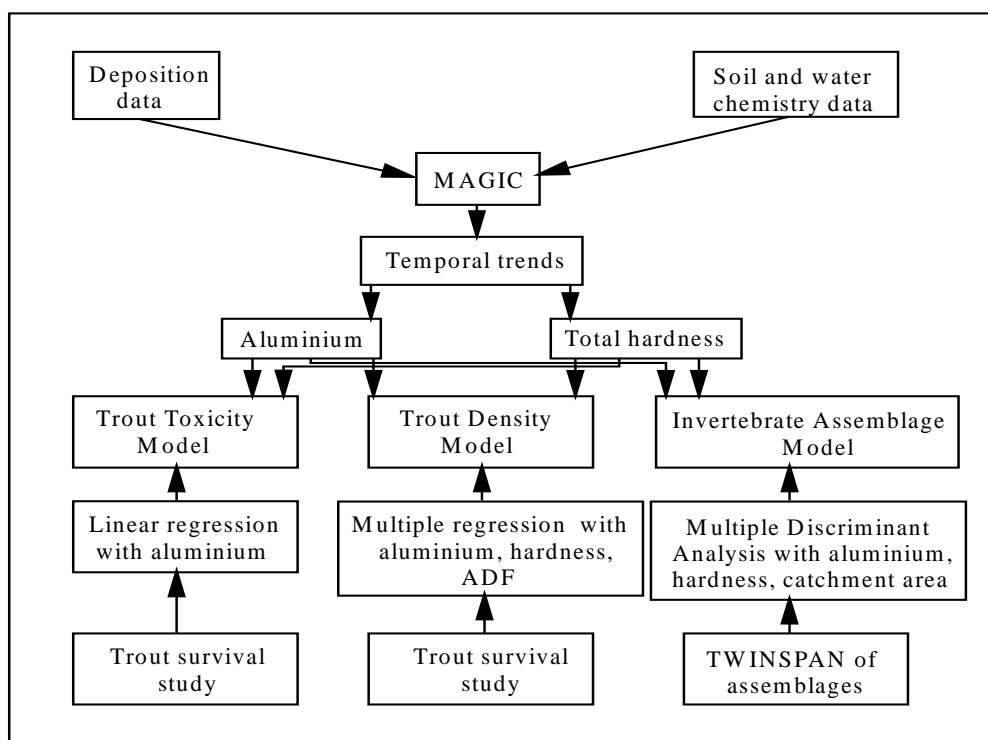 Deposition
data
Soil and water
chemistry data
MAGIC
Temporal trends
Aluminium
Total hardness
Trout Toxicity
Model
Trout Density
Model
Invertebrate Assemblage
Model
Linear regression
with aluminium
Multiple regression with
aluminium, hardness,
ADF
Multiple Discriminant
Analysis with aluminium,
hardness, catchment area
Trout survival
study
Trout survival
study
TWINSPAN of
assemblages